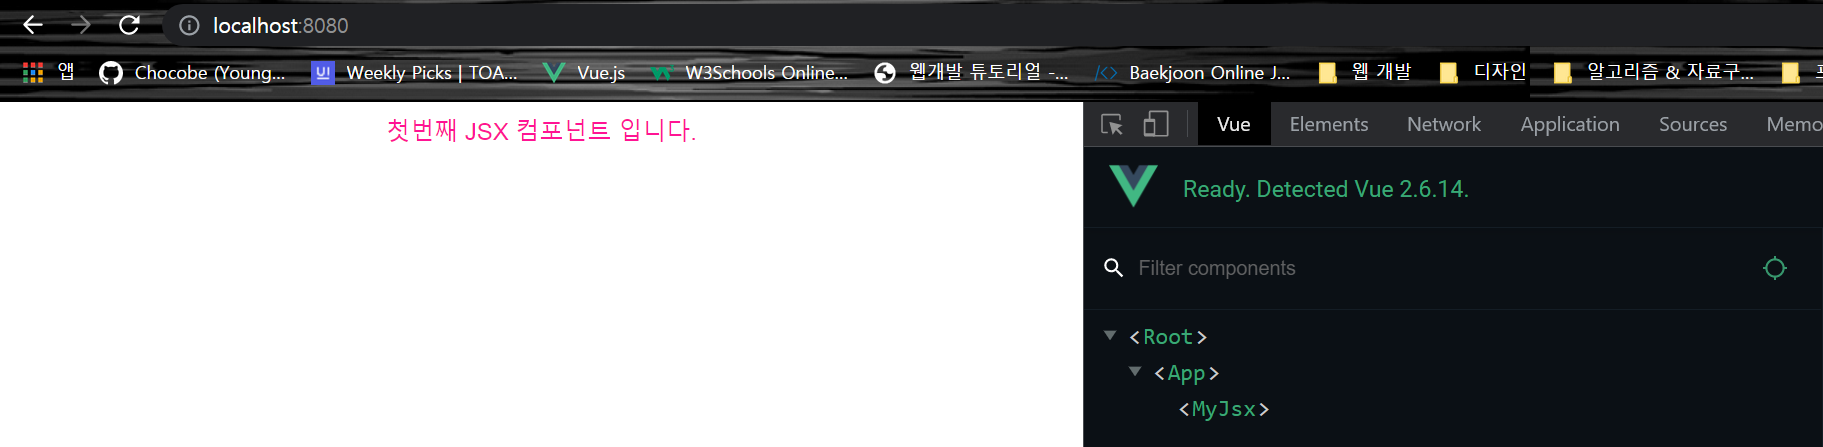 localhost:8080
앱 Chocobe (Young... Weekly Picks | TOA... Vue.js W3Schools Online... 웹개발 튜토리얼 -... Baekjoon Online J... 웹 개발 디자인 알고리즘 & 자료구...
첫번째 JSX 컴포넌트 입니다.
Vue Elements Network Application Sources Memo
Ready. Detected Vue 2.6.14.
Filter components
<Root>
<App>
<MyJsx>